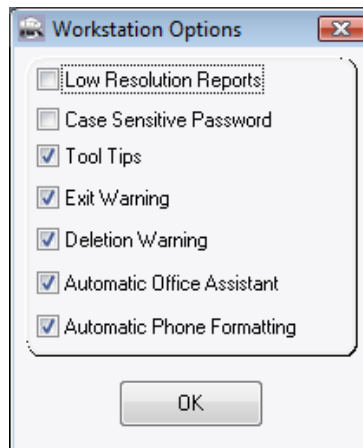 Workstation Options
Low Resolution Reports
Case Sensitive Password
Tool Tips
Exit Warning
Deletion Warning
Automatic Office Assistant
Automatic Phone Formatting
OK